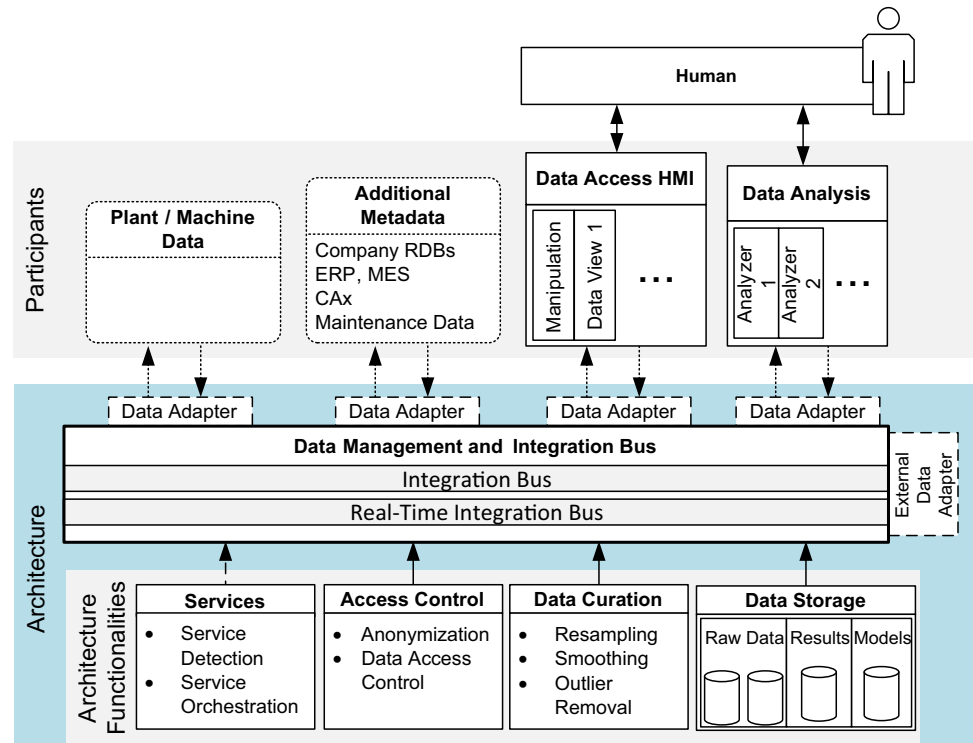 Human
Participants
Plant / Machine
Data
Additional
Metadata
Company RDBs
ERP, MES
CAx
Maintenance Data
Data Access HMI
Manipulation
Data View 1
...
Data Analysis
Analyzer
1
Analyzer
2
...
Architecture
Data Adapter
Data Adapter
Data Adapter
Data Adapter
Data Management and Integration Bus
Integration Bus
Real-Time Integration Bus
External
Data
Adapter
Architecture
Functionalities
Services
• Service
Detection
• Service
Orchestration
Access Control
• Anonymization
• Data Access
Control
Data Curation
• Resampling
• Smoothing
• Outlier
Removal
Data Storage
Raw Data
Results
Models